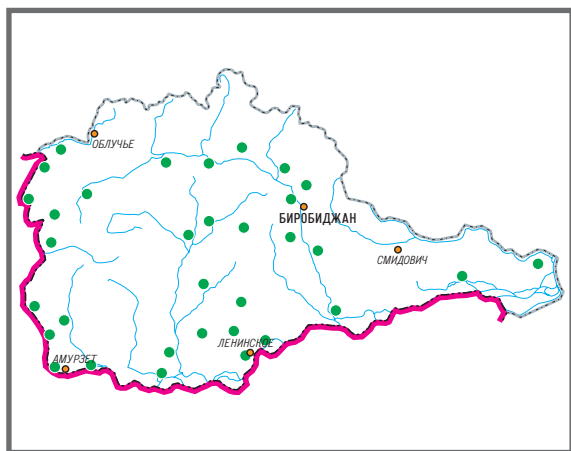 ОБЛУЧЬЕ
БИРОБИДЖАН
СМИДОВИЧ
ЛЕНИНСКОЕ
АМУРЗЕТ